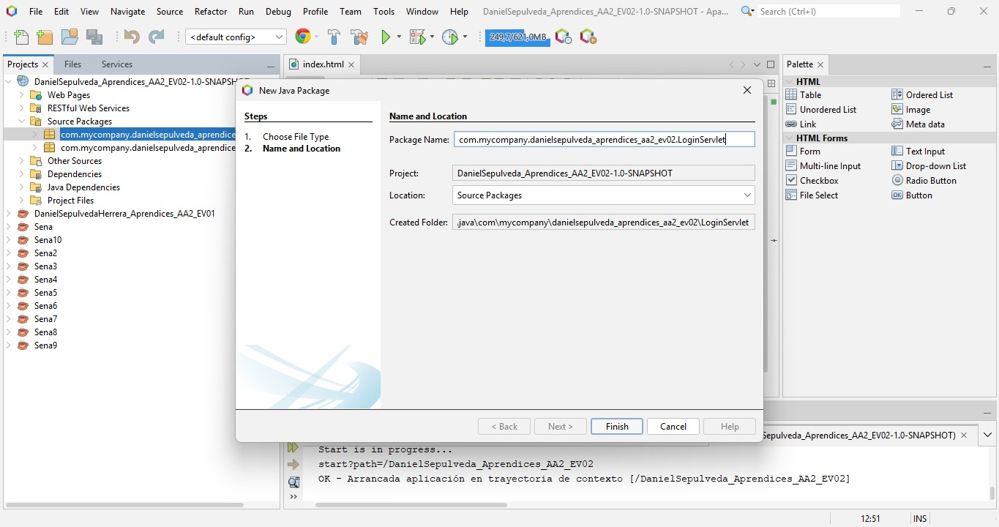 File Edit View Navigate Source Refactor Run Debug Profile Team Tools Window Help DanielSepulveda_Aprendices_AA2_EV02-1.0-SNAPSHOT - Apa... Search (Ctrl+I)
<default config> 249,7/621,0MB
Projects Files Services
index.html
Palette
DanielSepulveda_Aprendices_AA2_EV02-1.0-SNAPSHOT
Web Pages
RESTful Web Services
Source Packages
com.mycompany.danielsepulveda_aprendice
com.mycompany.danielsepulveda_aprendice
Other Sources
Dependencies
Java Dependencies
Project Files
DanielSepulvedaHerrera_Aprendices_AA2_EV01
Sena
Sena10
Sena2
Sena3
Sena4
Sena5
Sena6
Sena7
Sena8
Sena9
New Java Package
Steps
1. Choose File Type
2. Name and Location
Name and Location
Package Name: com.mycompany.danielsepulveda_aprendices_aa2_ev02.LoginServlet
Project: DanielSepulveda_Aprendices_AA2_EV02-1.0-SNAPSHOT
Location: Source Packages
Created Folder: .java\com\mycompany\danielsepulveda_aprendices_aa2_ev02\LoginServlet
< Back Next > Finish Cancel Help
HTML
Table Ordered List
Unordered List Image
Link Meta data
HTML Forms
Form Text Input
Multi-line Input Drop-down List
Checkbox Radio Button
File Select OK Button
Sepulveda_Aprendices_AA2_EV02-1.0-SNAPSHOT)
Start is in progress...
start?path=/DanielSepulveda_Aprendices_AA2_EV02
OK - Arrancada aplicación en trayectoria de contexto [/DanielSepulveda_Aprendices_AA2_EV02]
12:51 INS